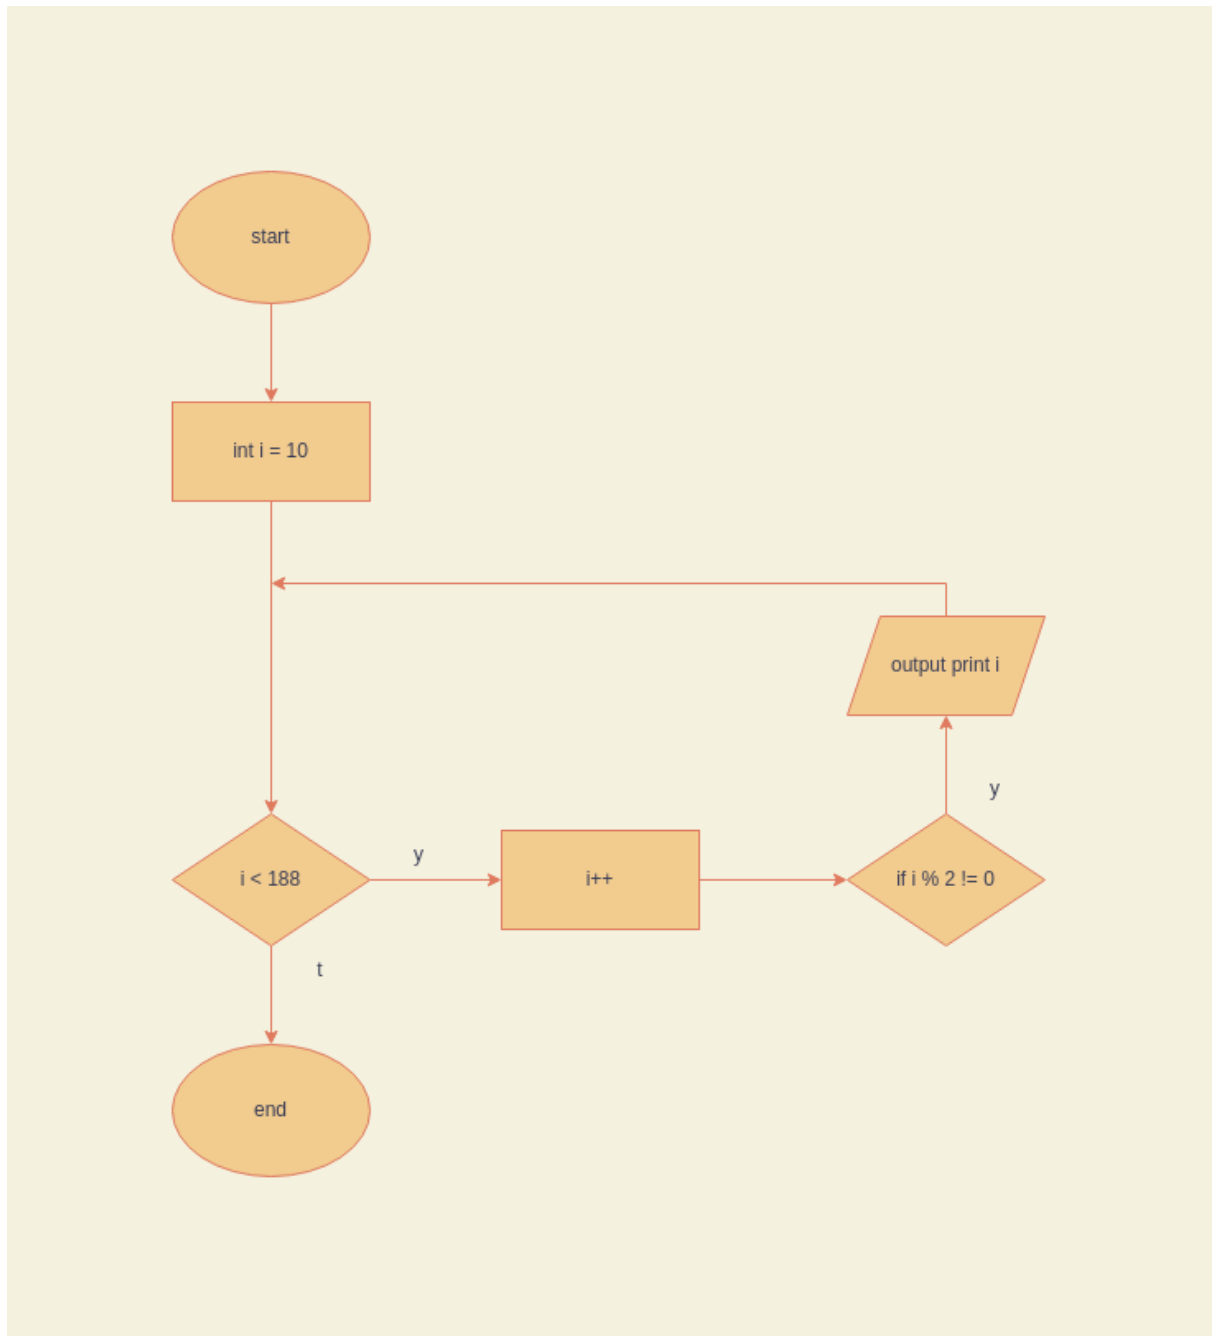 start
int i = 10
output print i
y
y
i < 188
i++
if i % 2 != 0
t
end